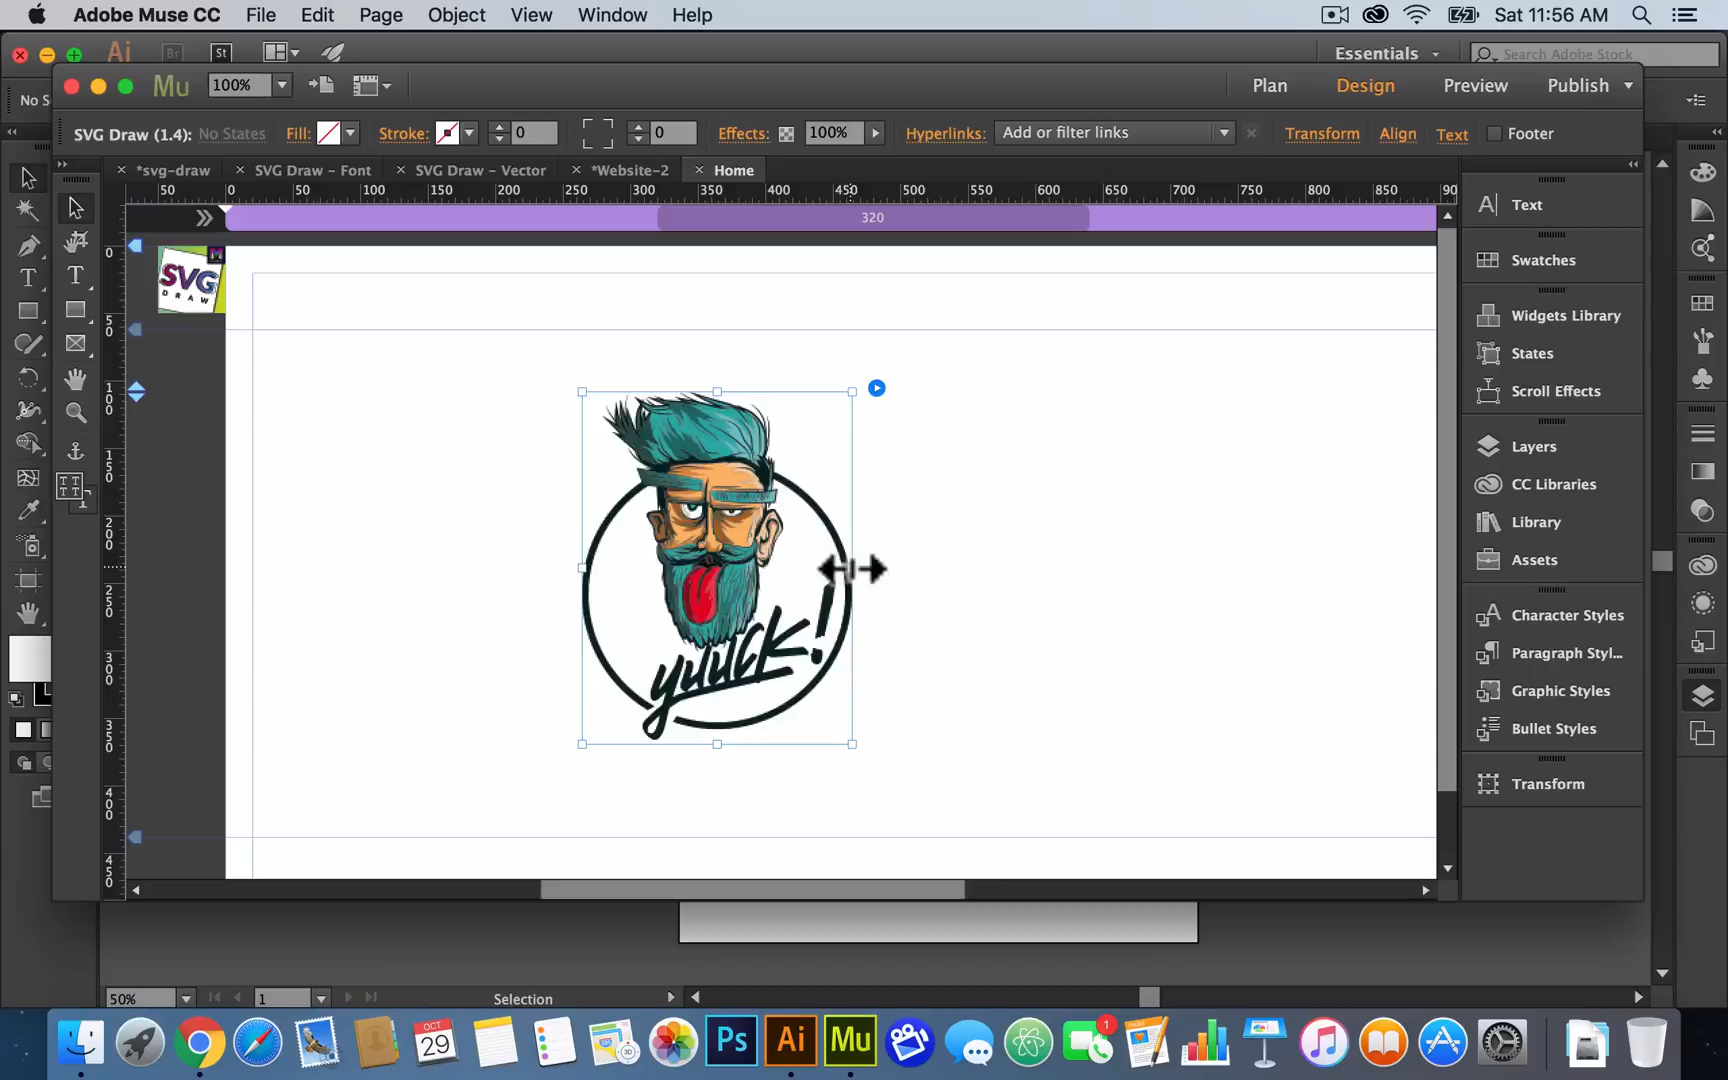 Adobe Muse CC File Edit Page Object View Window Help Sat 11:56 AM
Ai Br St Essentials Search Adobe Stock
Mu 100% Plan Design Preview Publish
No S
SVG Draw (1.4): No States Fill: Stroke: 0 0 Effects: 100% Hyperlinks: Add or filter links Transform Align Text Footer
*svg-draw SVG Draw - Font SVG Draw - Vector *Website-2 Home
50 0 50 100 150 200 250 300 350 400 450 500 550 600 650 700 750 800 850 90
320
0
50
100
150
200
250
300
350
400
450
M
SVG
DRAW
yuuck!
Text
Swatches
Widgets Library
States
Scroll Effects
Layers
CC Libraries
Library
Assets
Character Styles
Paragraph Styl...
Graphic Styles
Bullet Styles
Transform
50% 1 Selection
OCT
29
Ps Ai Mu
3D
1